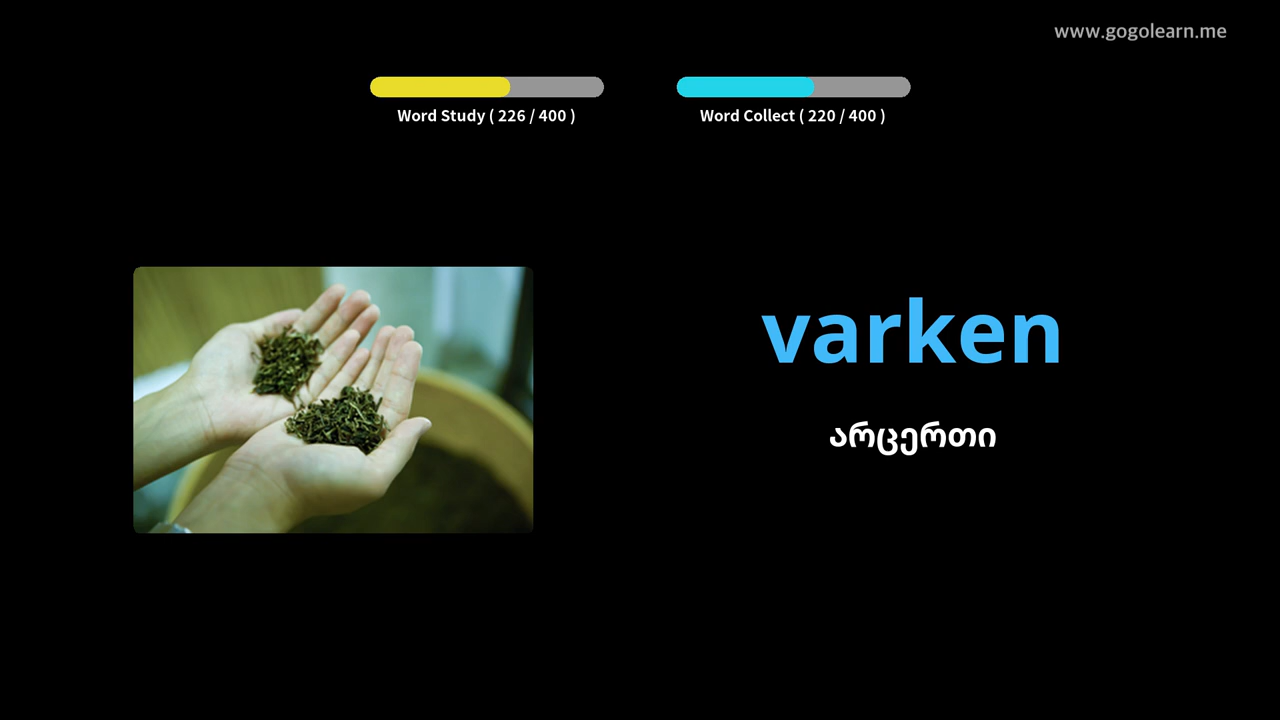 www.gogolearn.me
Word Study ( 226 / 400 )
Word Collect ( 220 / 400 )
varken
არცერთი